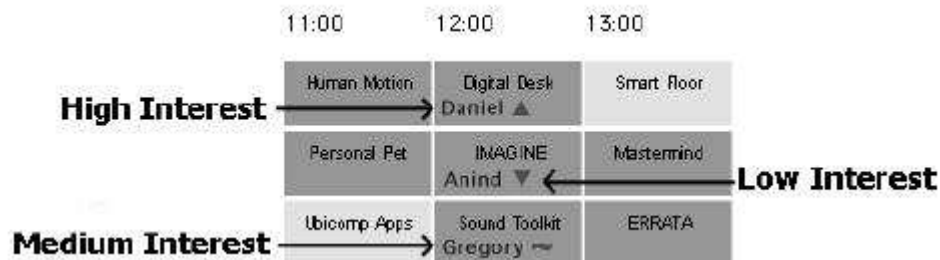 11:00 12:00 13:00
Human Motion Digital Desk Smart Floor
High Interest Daniel
Personal Pet IMAGINE Mastermind
Anind Low Interest
Ubicomp Apps Sound Toolkit ERRATA
Medium Interest Gregory